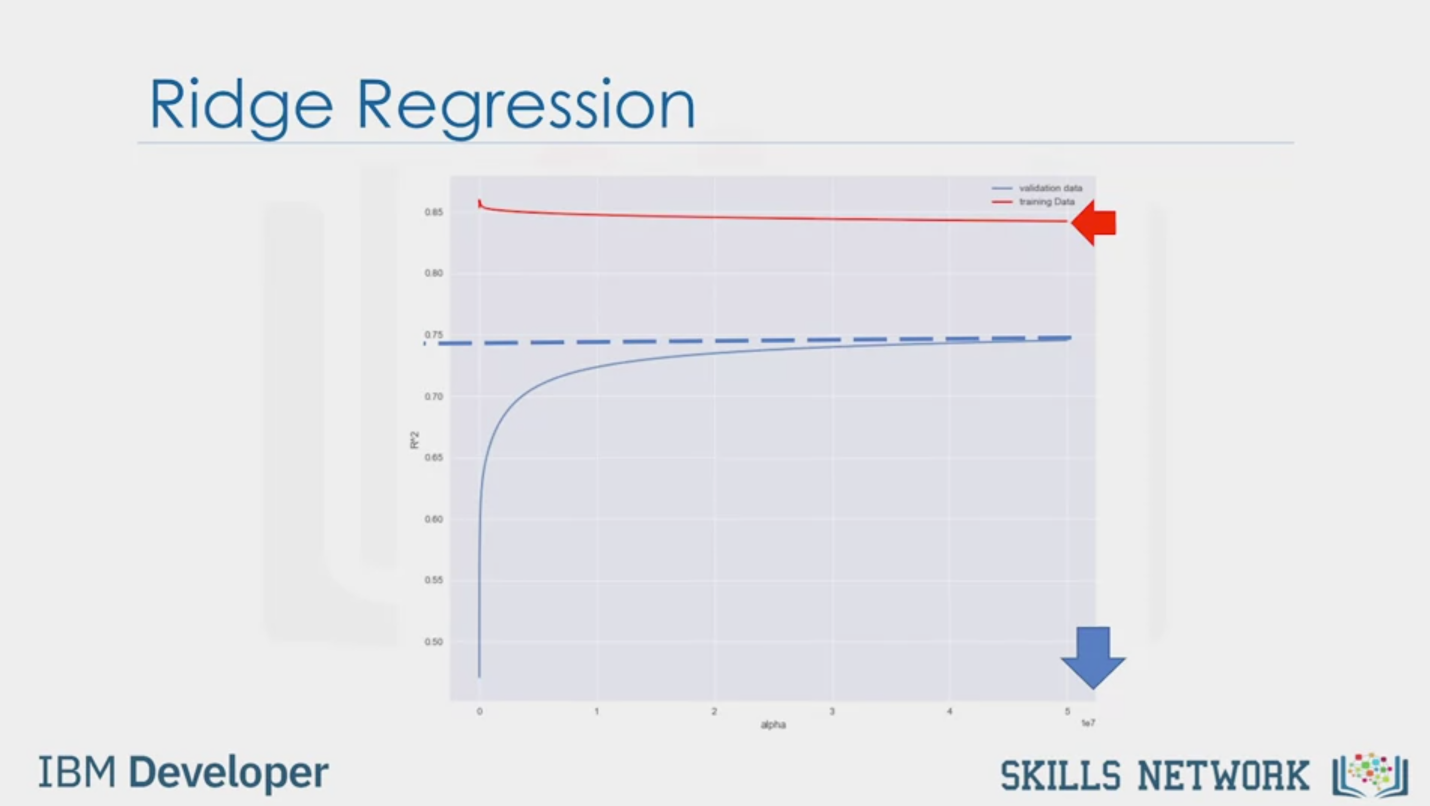 Ridge Regression
validation data
training Data
0.85
0.80
0.75
0.70
0.65
0.60
0.55
0.50
R^2
0 1 2 3 4 5
1e7
alpha
IBM Developer
SKILLS NETWORK